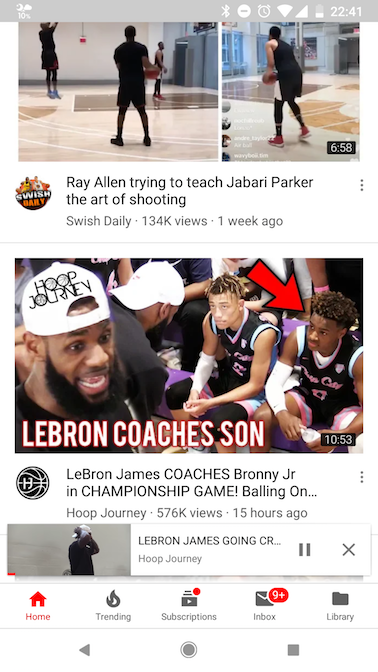 10%
22:41
6:58
SWISH
DAILY
Ray Allen trying to teach Jabari Parker
the art of shooting
Swish Daily · 134K views · 1 week ago
HOOP
JOURNEY
LEBRON COACHES SON
10:53
HJ
LeBron James COACHES Bronny Jr
in CHAMPIONSHIP GAME! Balling On...
Hoop Journey · 576K views · 15 hours ago
LEBRON JAMES GOING CR...
Hoop Journey
9+
Home
Trending
Subscriptions
Inbox
Library